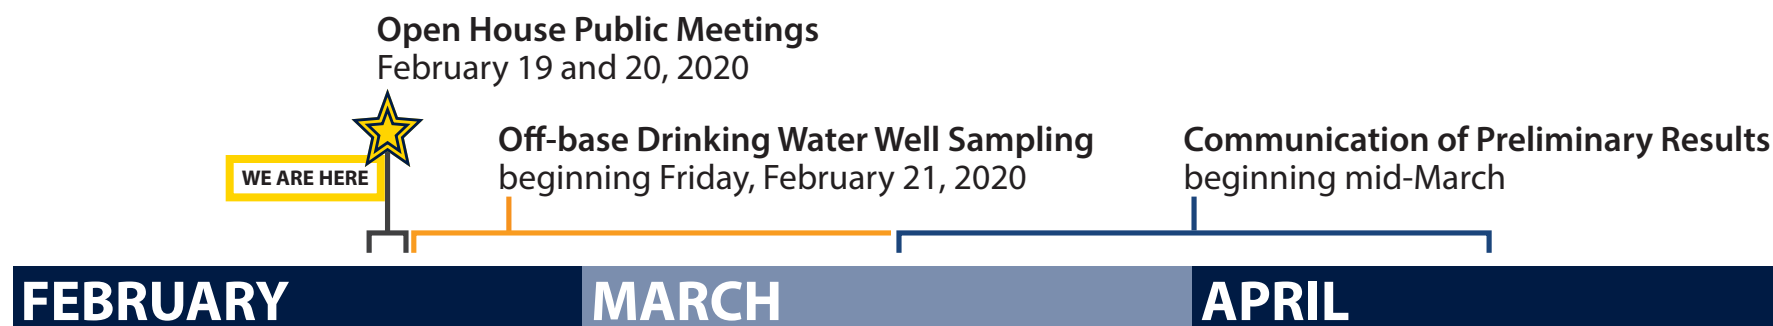 Open House Public Meetings
February 19 and 20, 2020
WE ARE HERE
Off-base Drinking Water Well Sampling
beginning Friday, February 21, 2020
Communication of Preliminary Results
beginning mid-March
FEBRUARY
MARCH
APRIL